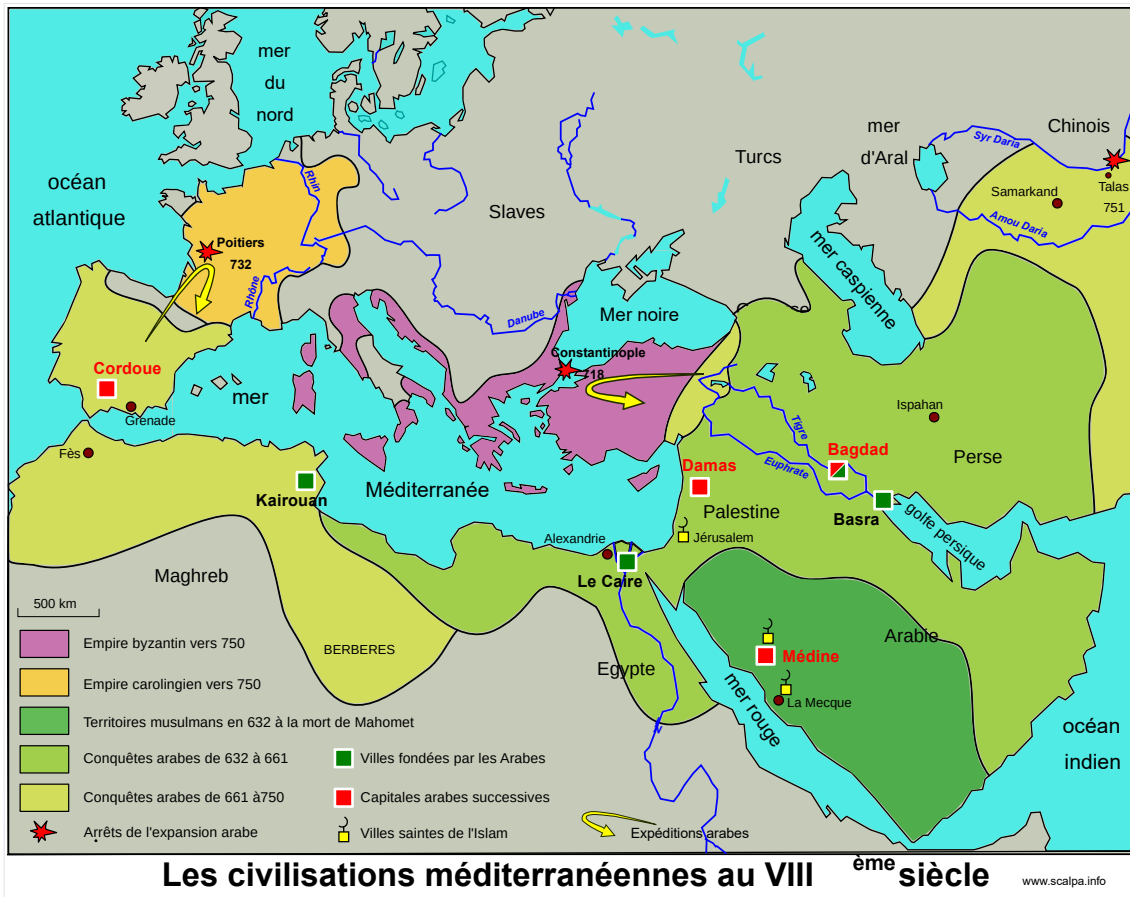 mer
du
nord
océan
atlantique
Rhin
Poitiers
732
Rhône
Slaves
Danube
Turcs
mer
d'Aral
Syr Daria
Chinois
Talas
751
Samarkand
Amou Daria
mer caspienne
Mer noire
Constantinople
718
Cordoue
Grenade
mer
Méditerranée
Fès
Kairouan
Damas
Palestine
Jérusalem
Tigre
Euphrate
Bagdad
Basra
Ispahan
Perse
golfe persique
Alexandrie
Le Caire
Maghreb
BERBERES
Egypte
mer rouge
Arabie
Médine
La Mecque
océan
indien
500 km
Empire byzantin vers 750
Empire carolingien vers 750
Territoires musulmans en 632 à la mort de Mahomet
Conquêtes arabes de 632 à 661
Villes fondées par les Arabes
Conquêtes arabes de 661 à750
Capitales arabes successives
Arrêts de l'expansion arabe
Villes saintes de l'Islam
Expéditions arabes
Les civilisations méditerranéennes au VIII ème siècle
www.scalpa.info